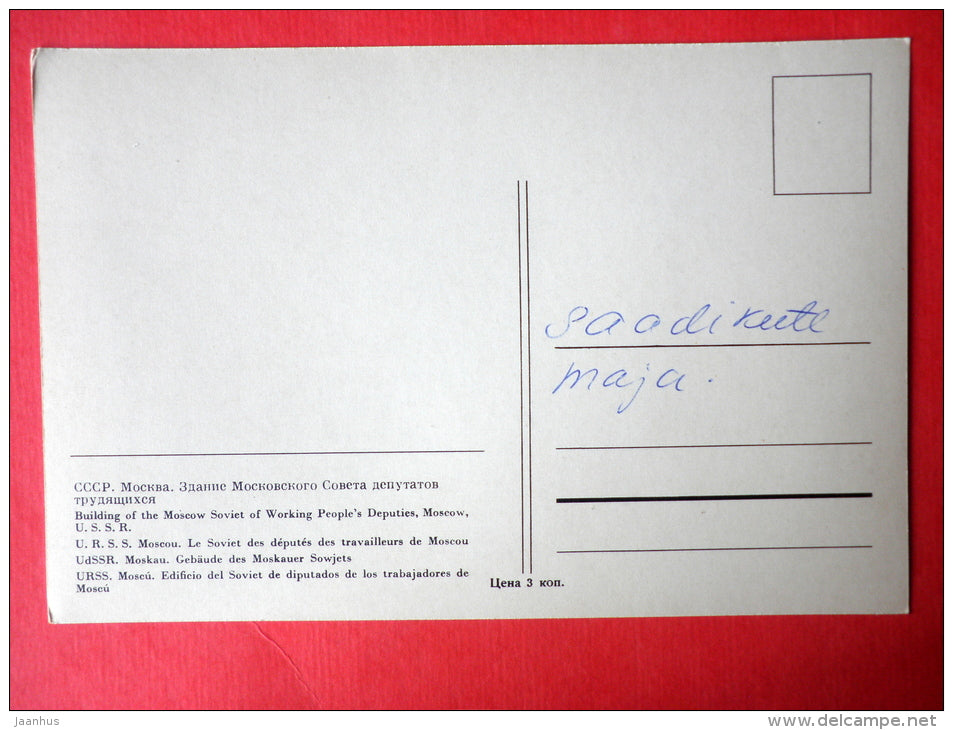 saadikute
maja.
СССР. Москва. Здание Московского Совета депутатов
трудящихся
Building of the Moscow Soviet of Working People's Deputies, Moscow,
U. S. S. R.
U. R. S. S. Moscou. Le Soviet des députés des travailleurs de Moscou
UdSSR. Moskau. Gebäude des Moskauer Sowjets
URSS. Moscú. Edificio del Soviet de diputados de los trabajadores de
Moscú
Цена 3 коп.
Jaanhus
www.delcampe.net